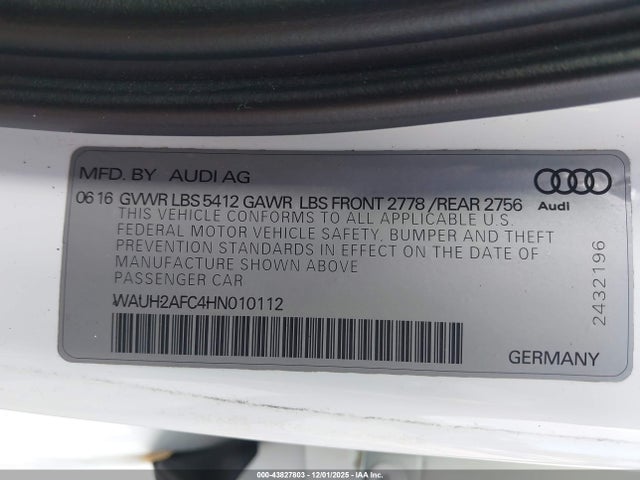 MFD. BY AUDI AG
Audi
06 16 GVWR LBS 5412 GAWR LBS FRONT 2778 /REAR 2756
THIS VEHICLE CONFORMS TO ALL APPLICABLE U.S.
FEDERAL MOTOR VEHICLE SAFETY, BUMPER AND THEFT
PREVENTION STANDARDS IN EFFECT ON THE DATE OF
MANUFACTURE SHOWN ABOVE
PASSENGER CAR
WAUH2AFC4HN010112
2432196
GERMANY
000-43827803 - 12/01/2025 - IAAI.COM